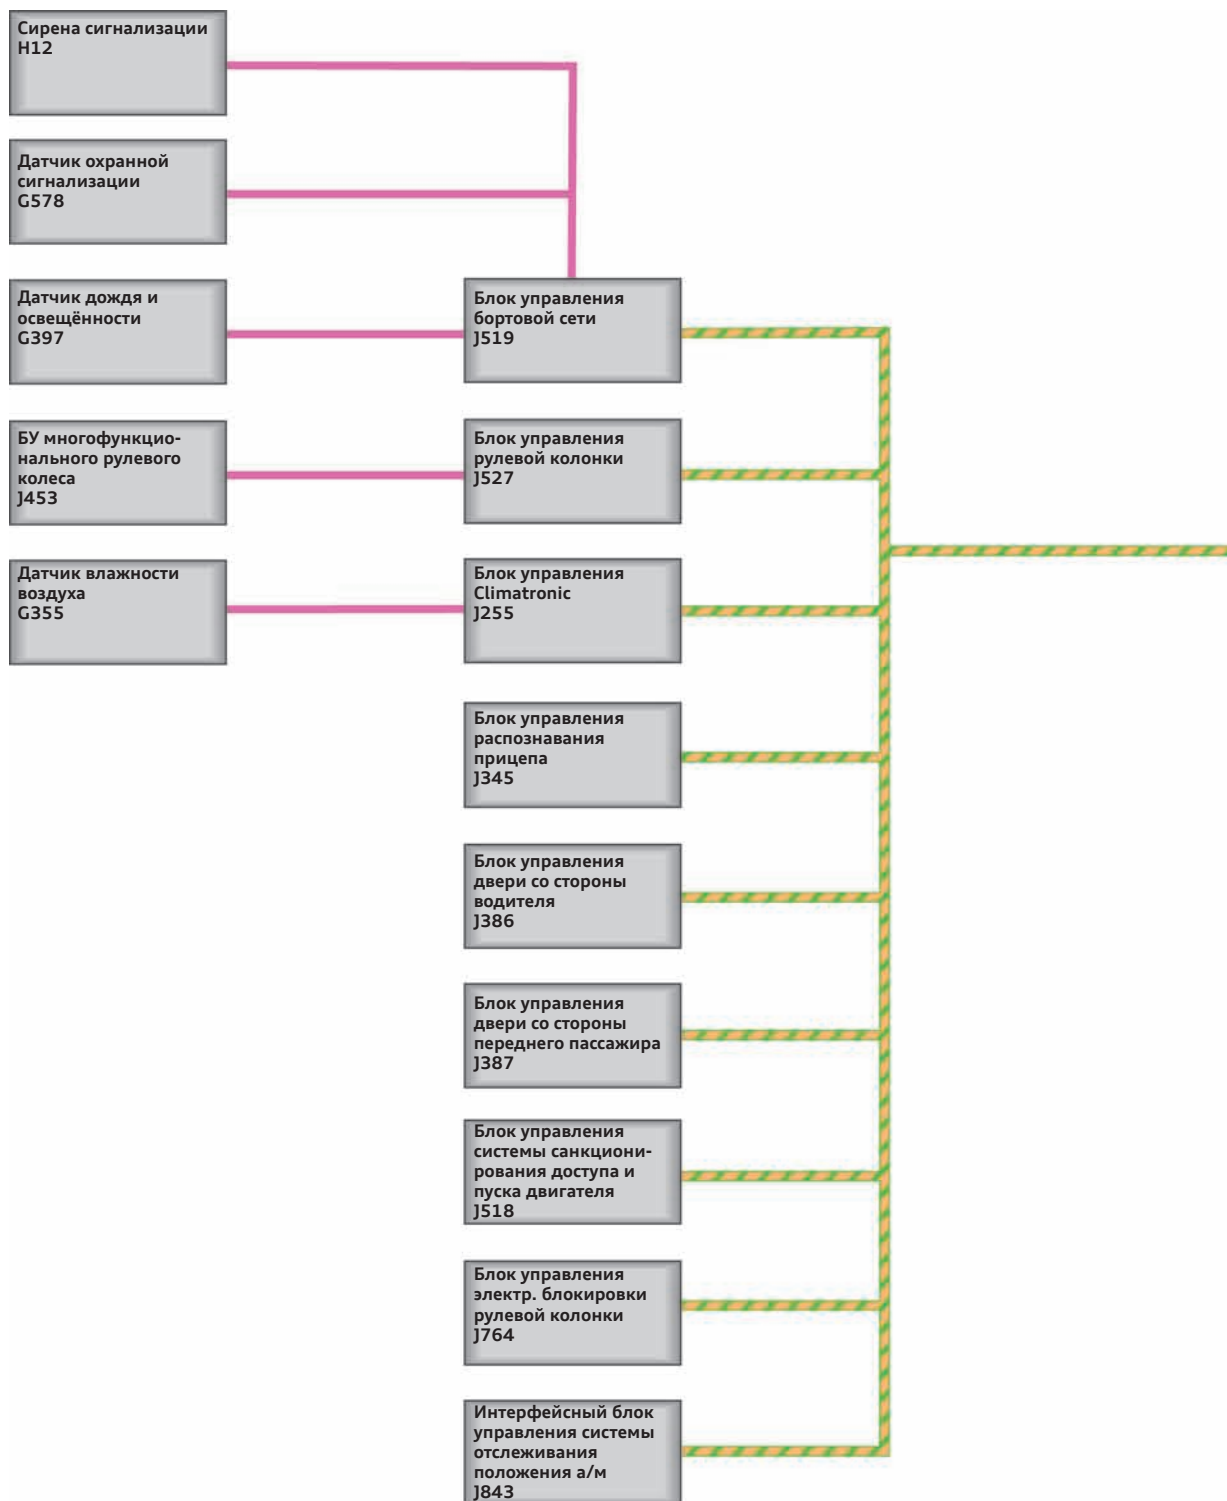 Сирена сигнализации
H12
Датчик охранной
сигнализации
G578
Датчик дождя и
освещённости
G397
БУ многофункцио-
нального рулевого
колеса
J453
Датчик влажности
воздуха
G355
Блок управления
бортовой сети
J519
Блок управления
рулевой колонки
J527
Блок управления
Climatronic
J255
Блок управления
распознавания
прицепа
J345
Блок управления
двери со стороны
водителя
J386
Блок управления
двери со стороны
переднего пассажира
J387
Блок управления
системы санкциони-
рования доступа и
пуска двигателя
J518
Блок управления
электр. блокировки
рулевой колонки
J764
Интерфейсный блок
управления системы
отслеживания
положения а/м
J843